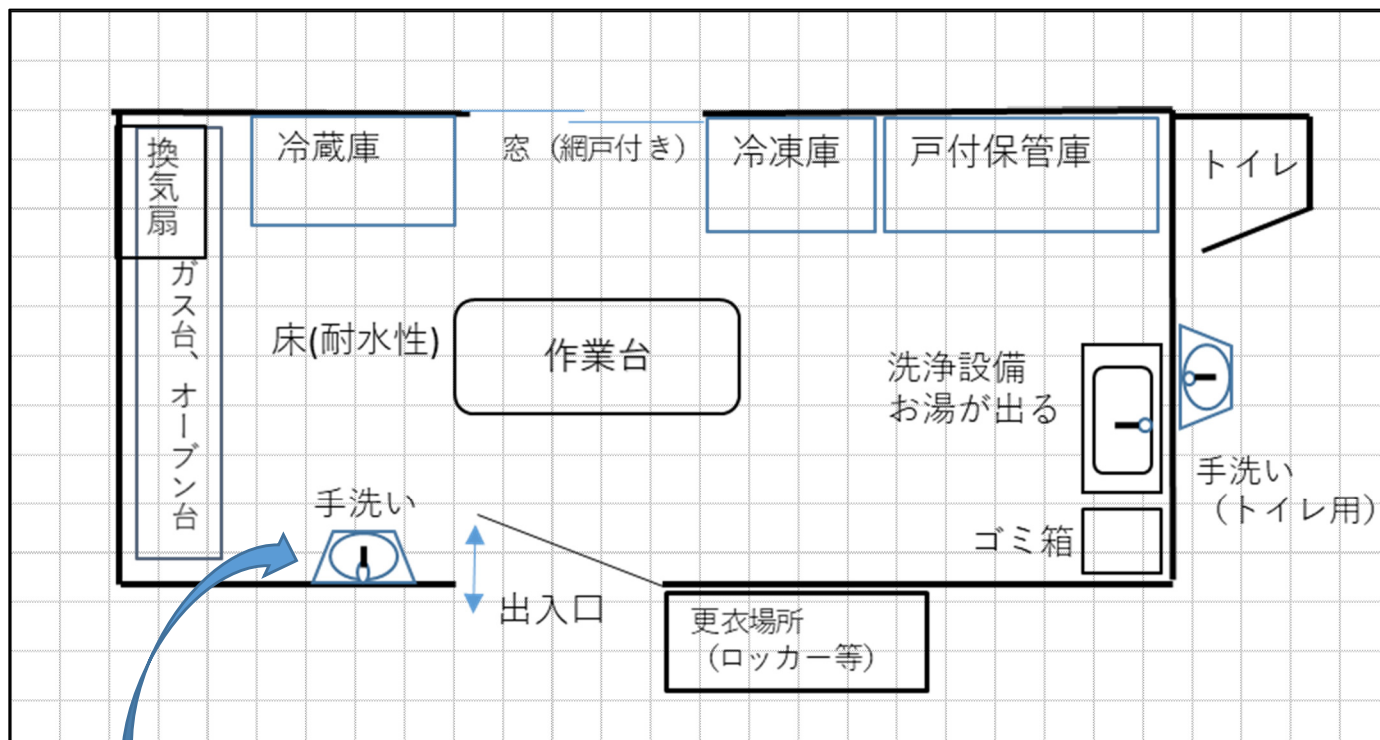 換気扇
冷蔵庫
窓（網戸付き）
冷凍庫
戸付保管庫
トイレ
ガス台、オーブン台
床(耐水性)
作業台
洗浄設備
お湯が出る
手洗い
（トイレ用）
手洗い
ゴミ箱
出入口
更衣場所
（ロッカー等）